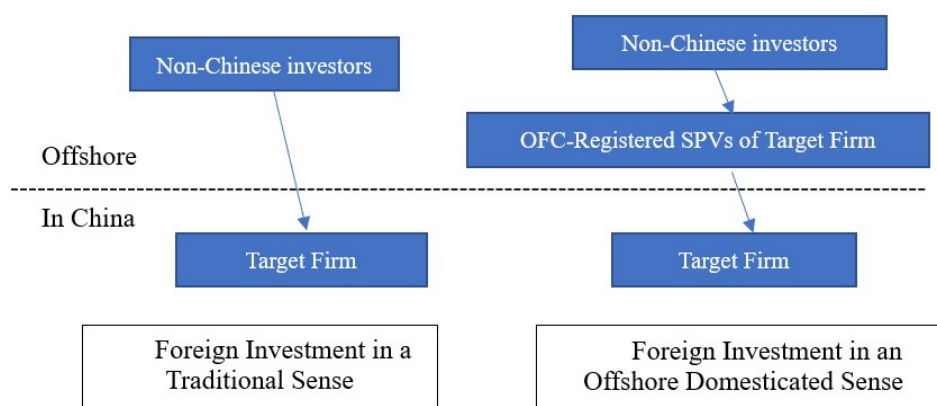 Non-Chinese investors
Non-Chinese investors
OFC-Registered SPVs of Target Firm
Offshore
In China
Target Firm
Target Firm
Foreign Investment in a
Traditional Sense
Foreign Investment in an
Offshore Domesticated Sense